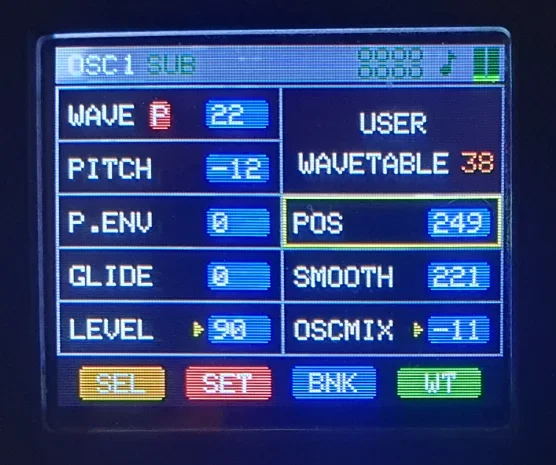 OSC1 SUB
WAVE P 22
USER
WAVETABLE 38
PITCH -12
P.ENV 0
POS 249
GLIDE 0
SMOOTH 221
LEVEL 90
OSCMIX -11
SEL SET BNK WT